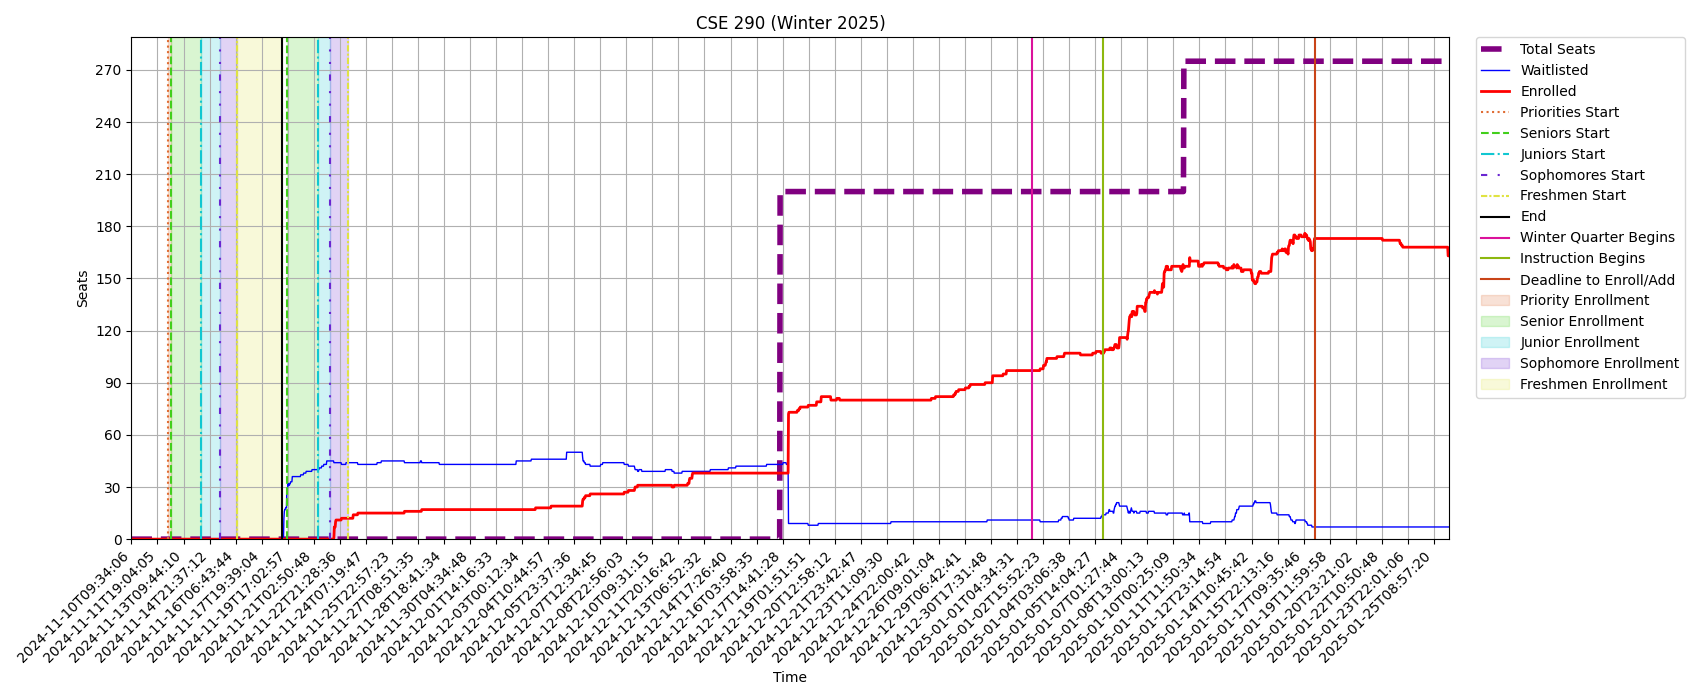 CSE 290 (Winter 2025)
Seats
270
240
210
180
150
120
90
60
30
0
2024-11-10T09:34:06
2024-11-11T19:04:05
2024-11-13T09:44:10
2024-11-14T21:37:12
2024-11-16T06:43:44
2024-11-17T19:39:04
2024-11-19T17:02:57
2024-11-21T02:50:48
2024-11-22T21:28:36
2024-11-24T07:19:47
2024-11-25T22:57:23
2024-11-28T18:51:35
2024-11-30T04:41:34
2024-12-01T14:16:33
2024-12-03T00:12:34
2024-12-04T10:44:57
2024-12-05T23:37:36
2024-12-07T12:34:45
2024-12-08T22:56:03
2024-12-10T09:31:15
2024-12-11T20:16:42
2024-12-13T06:52:32
2024-12-14T17:26:40
2024-12-16T03:58:35
2024-12-17T14:41:28
2024-12-19T01:51:51
2024-12-20T12:58:12
2024-12-21T23:42:47
2024-12-23T11:09:30
2024-12-24T22:00:42
2024-12-26T09:01:04
2024-12-29T06:42:41
2024-12-30T17:31:48
2025-01-01T04:34:31
2025-01-02T15:52:23
2025-01-04T03:06:38
2025-01-05T14:04:27
2025-01-07T01:27:44
2025-01-08T13:00:13
2025-01-10T00:25:09
2025-01-11T11:50:34
2025-01-12T23:14:54
2025-01-14T10:45:42
2025-01-15T22:13:16
2025-01-17T09:35:46
2025-01-19T11:59:58
2025-01-20T23:21:02
2025-01-22T10:50:48
2025-01-23T22:01:06
2025-01-25T08:57:20
Time
Total Seats
Waitlisted
Enrolled
Priorities Start
Seniors Start
Juniors Start
Sophomores Start
Freshmen Start
End
Winter Quarter Begins
Instruction Begins
Deadline to Enroll/Add
Priority Enrollment
Senior Enrollment
Junior Enrollment
Sophomore Enrollment
Freshmen Enrollment